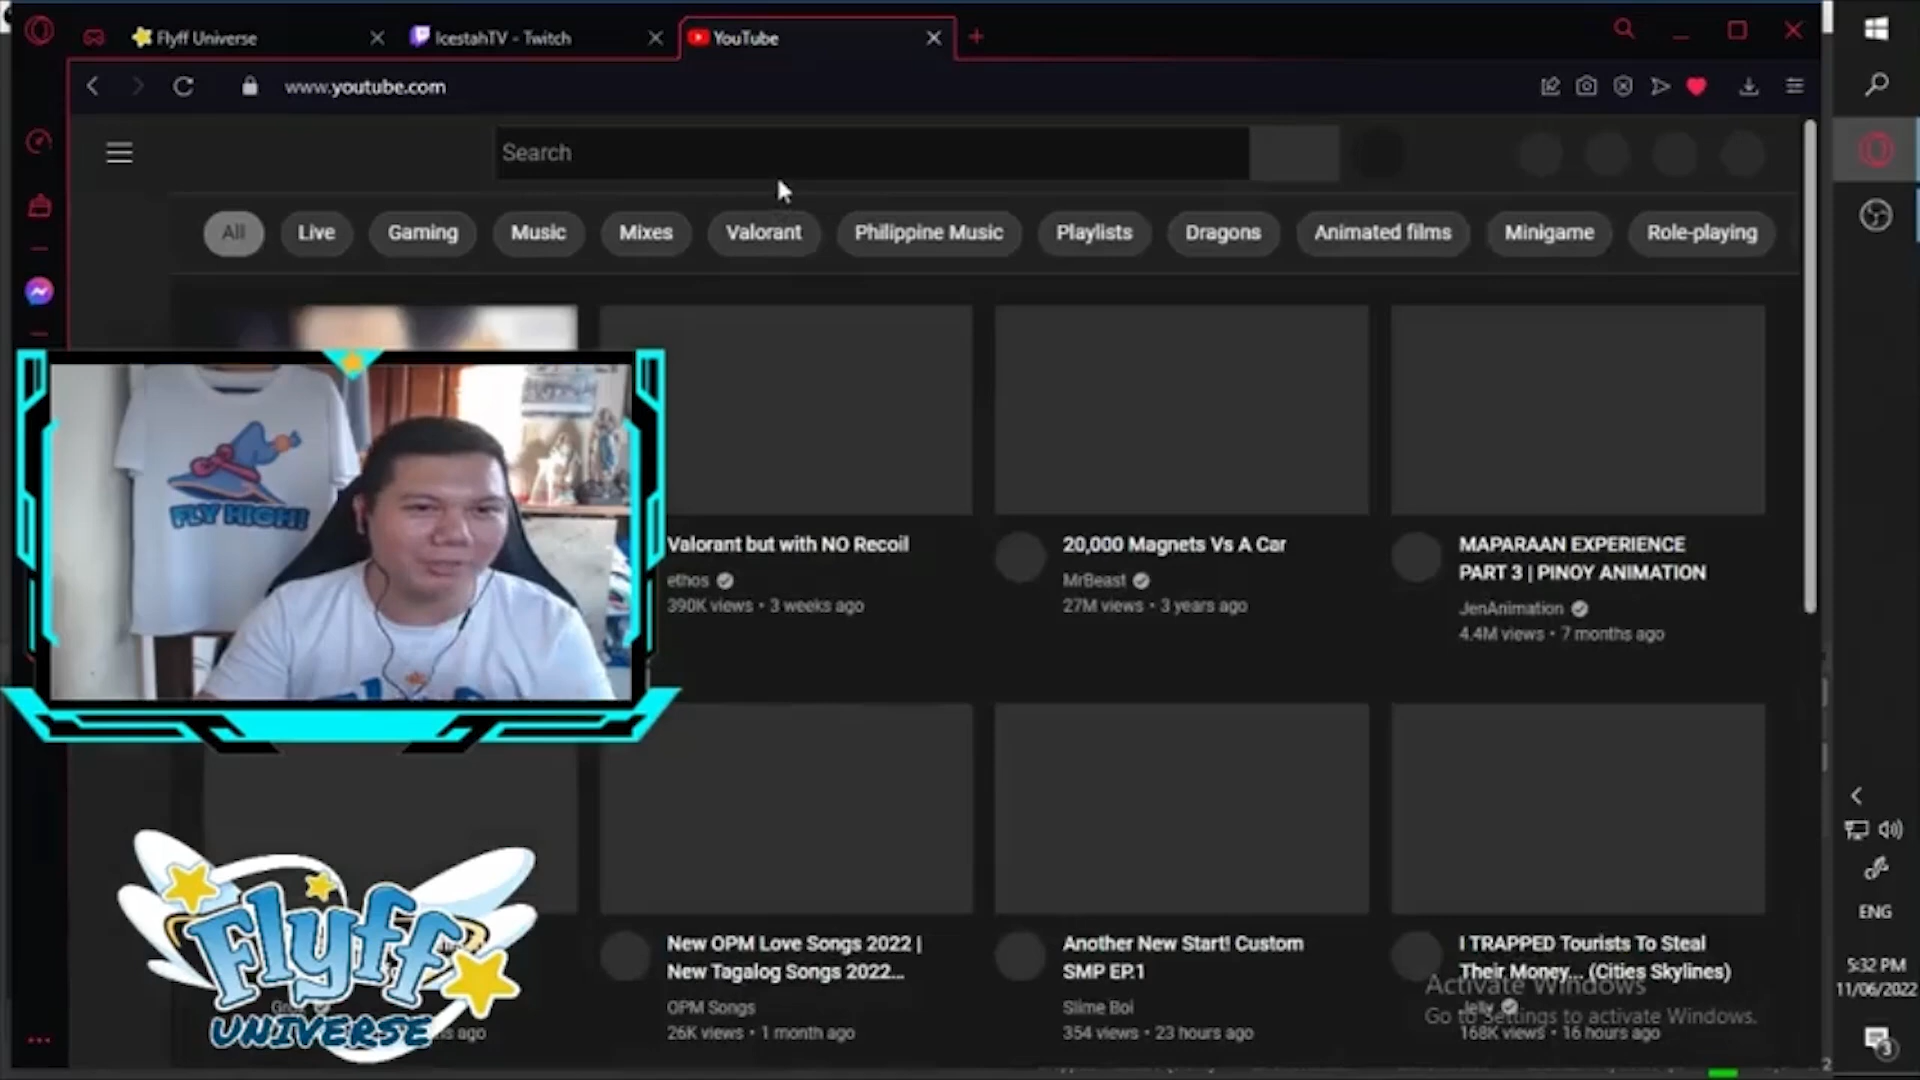 Flyff Universe
IcestahTV - Twitch
YouTube
www.youtube.com
Search
All
Live
Gaming
Music
Mixes
Valorant
Philippine Music
Playlists
Dragons
Animated films
Minigame
Role-playing
FLY HIGH!
Valorant but with NO Recoil
ethos
390K views • 3 weeks ago
20,000 Magnets Vs A Car
MrBeast
27M views • 3 years ago
MAPARAAN EXPERIENCE
PART 3 | PINOY ANIMATION
JenAnimation
4.4M views • 7 months ago
Flyff
UNIVERSE
ago
New OPM Love Songs 2022 |
New Tagalog Songs 2022...
OPM Songs
26K views • 1 month ago
Another New Start! Custom
SMP EP.1
Slime Boi
354 views • 23 hours ago
I TRAPPED Tourists To Steal
Their Money... (Cities Skylines)
Jelly
168K views • 16 hours ago
Activate Windows
Go to Settings to activate Windows.
ENG
5:32 PM
11/06/2022
3